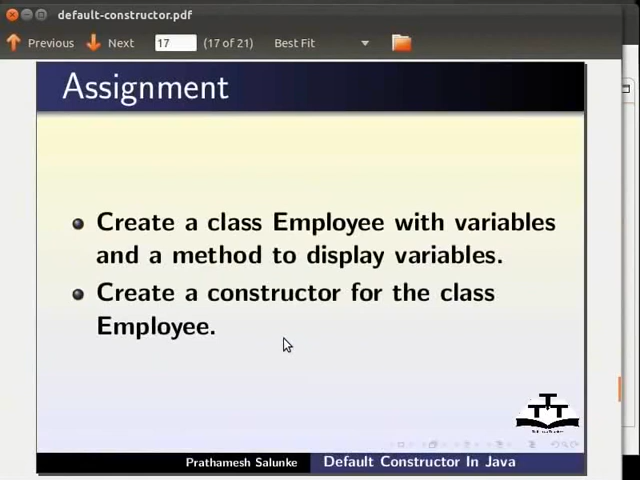 default-constructor.pdf
Previous Next 17 (17 of 21) Best Fit
Assignment
Create a class Employee with variables
and a method to display variables.
Create a constructor for the class
Employee.
TTT
Prathamesh Salunke Default Constructor In Java